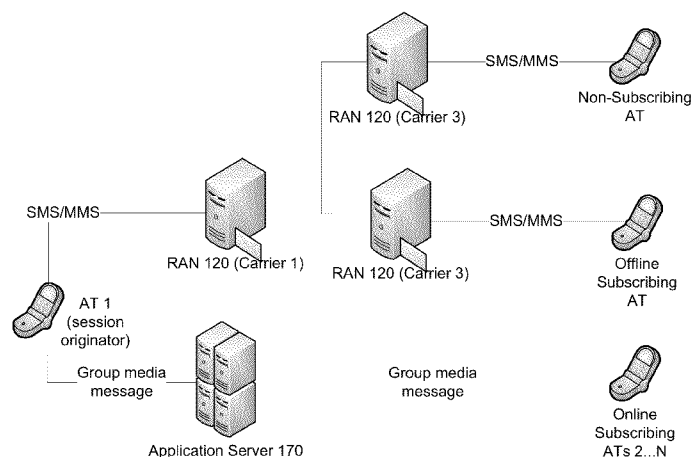 SMS/MMS
Non-Subscribing
AT
RAN 120 (Carrier 3)
SMS/MMS
RAN 120 (Carrier 1)
SMS/MMS
RAN 120 (Carrier 3)
Offline
Subscribing
AT
AT 1
(session
originator)
Group media
message
Group media
message
Application Server 170
Online
Subscribing
ATs 2...N